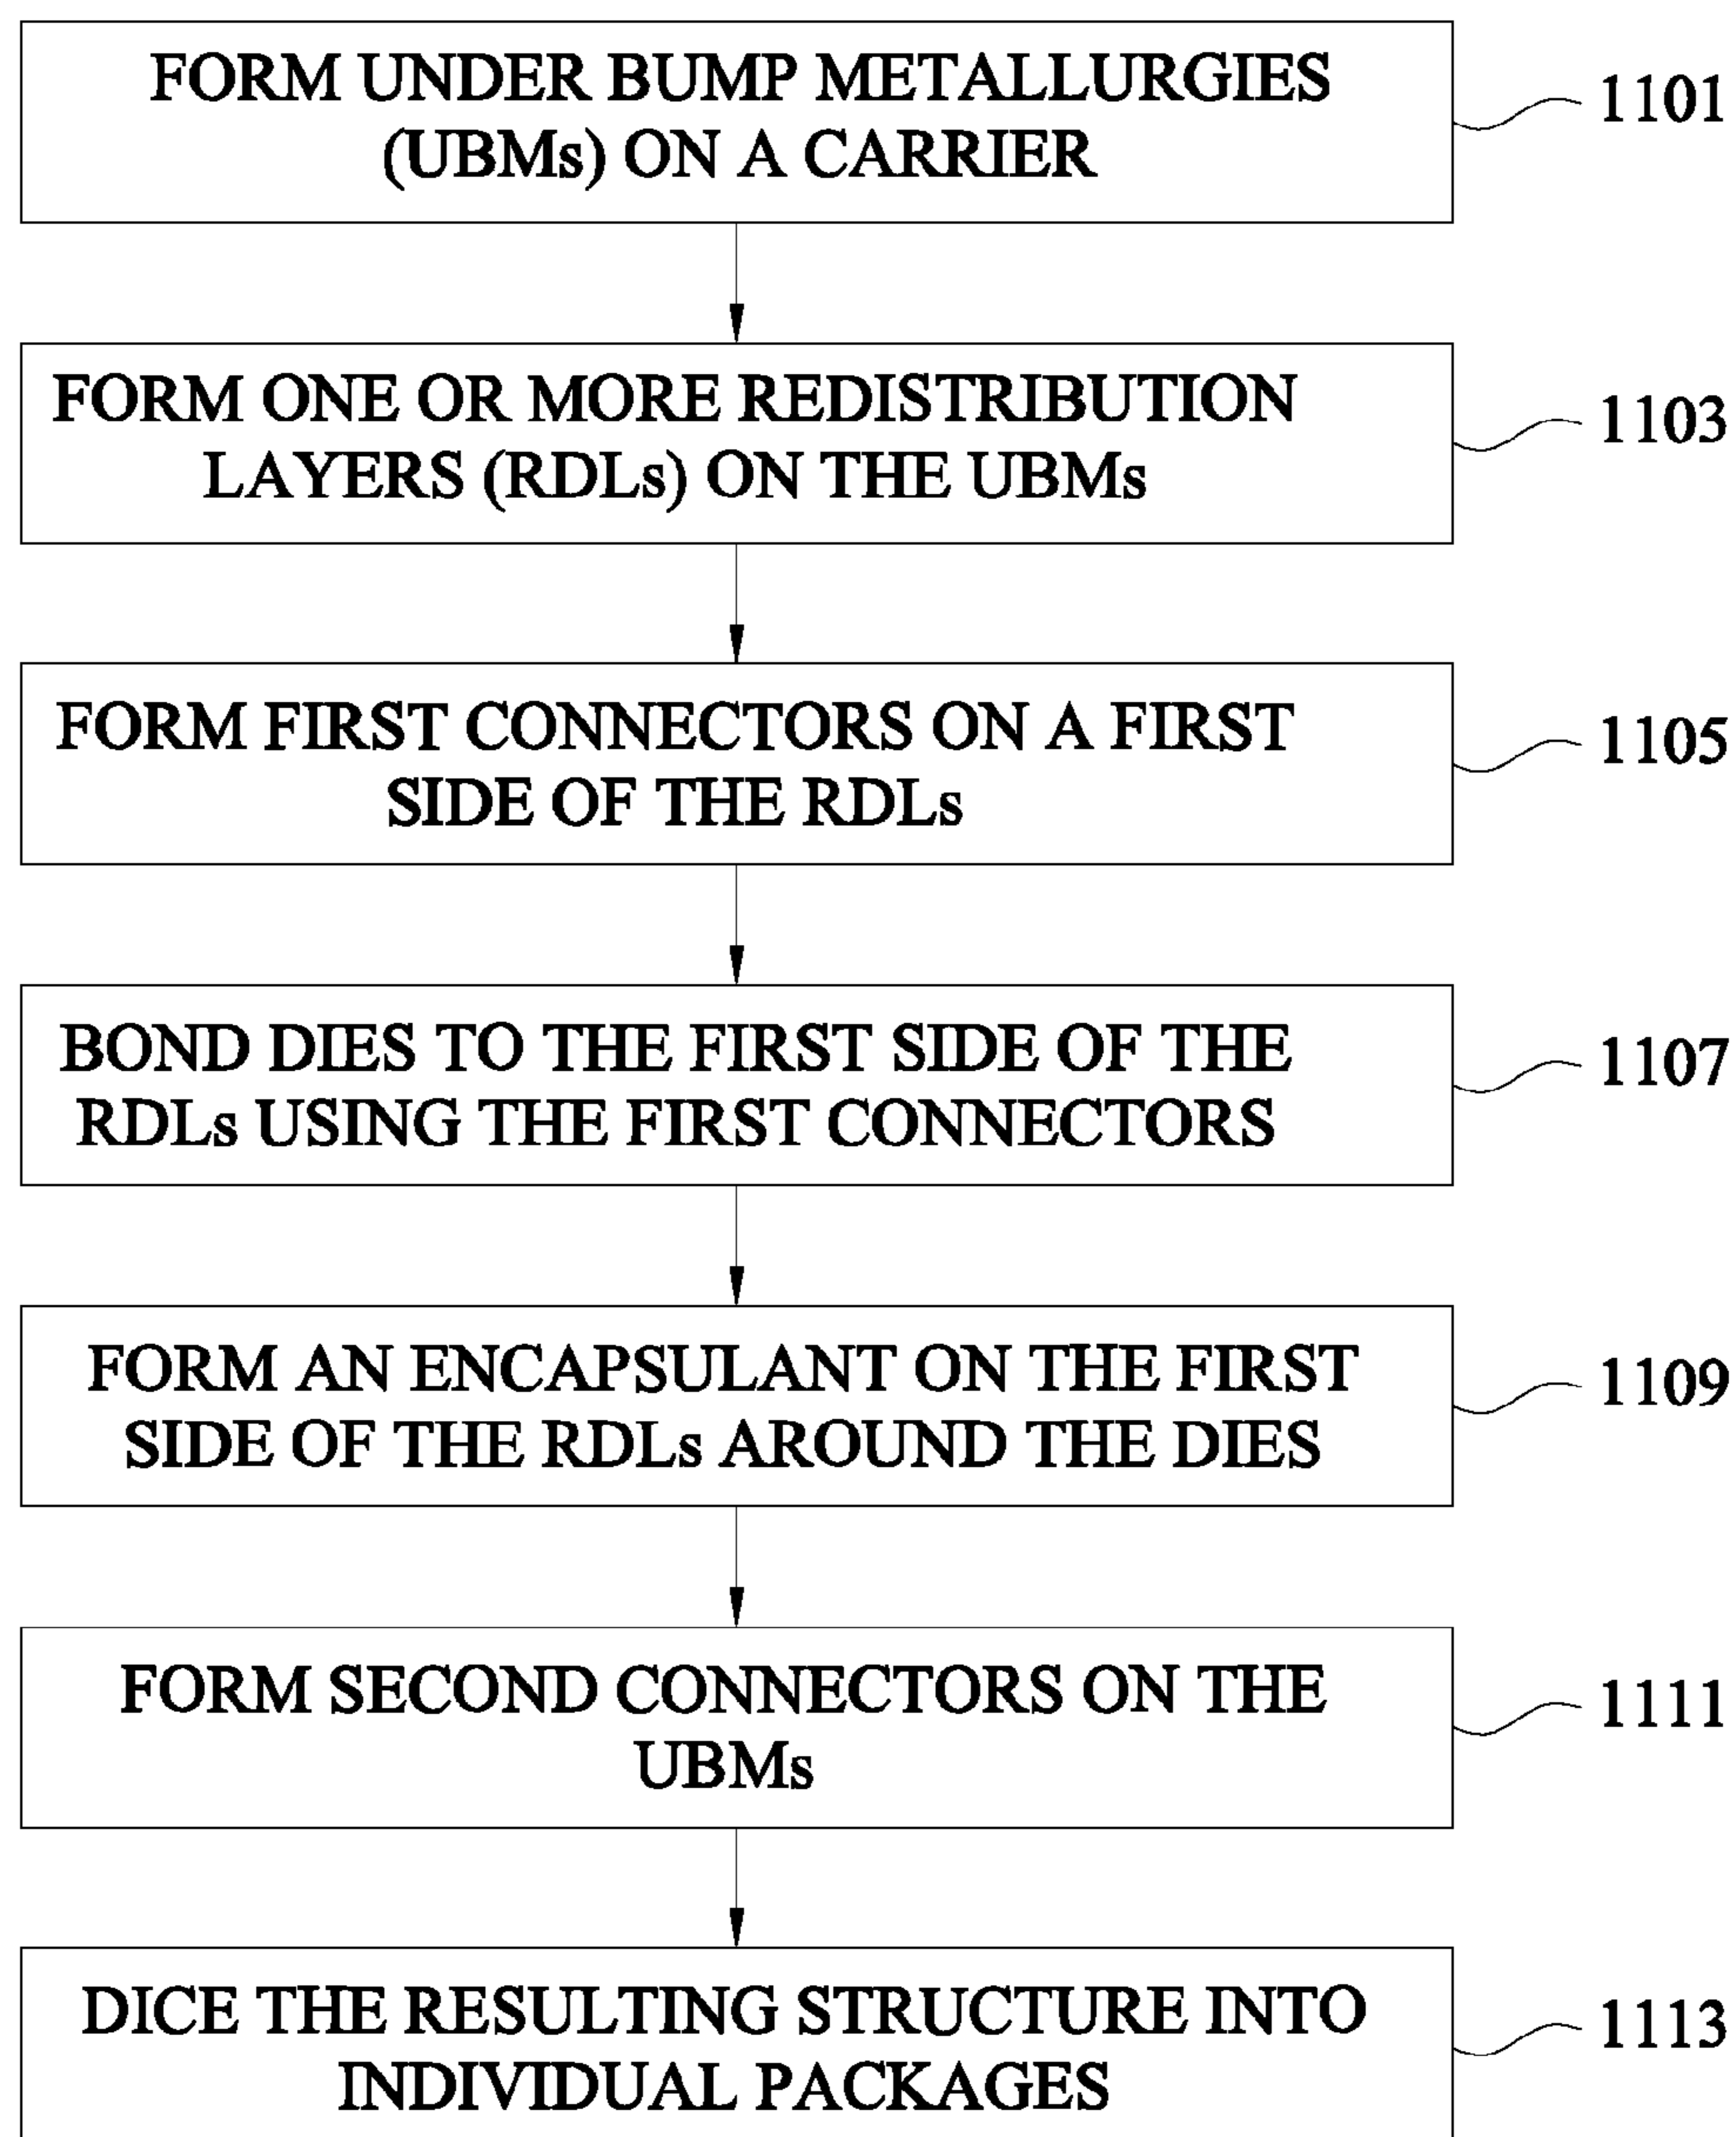 FORM UNDER BUMP METALLURGIES
(UBMs) ON A CARRIER
1101
FORM ONE OR MORE REDISTRIBUTION
LAYERS (RDLs) ON THE UBMs
1103
FORM FIRST CONNECTORS ON A FIRST
SIDE OF THE RDLs
1105
BOND DIES TO THE FIRST SIDE OF THE
RDLs USING THE FIRST CONNECTORS
1107
FORM AN ENCAPSULANT ON THE FIRST
SIDE OF THE RDLs AROUND THE DIES
1109
FORM SECOND CONNECTORS ON THE
UBMs
1111
DICE THE RESULTING STRUCTURE INTO
INDIVIDUAL PACKAGES
1113